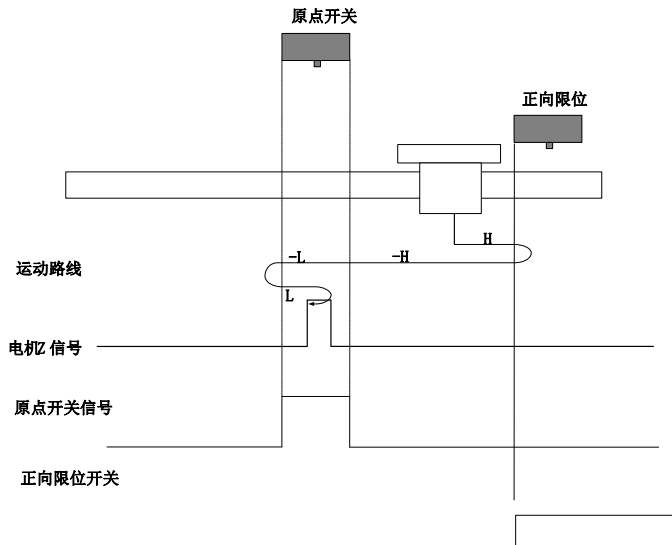 原点开关
正向限位
H
-L
-H
运动路线
L
电机Z 信号
原点开关信号
正向限位开关